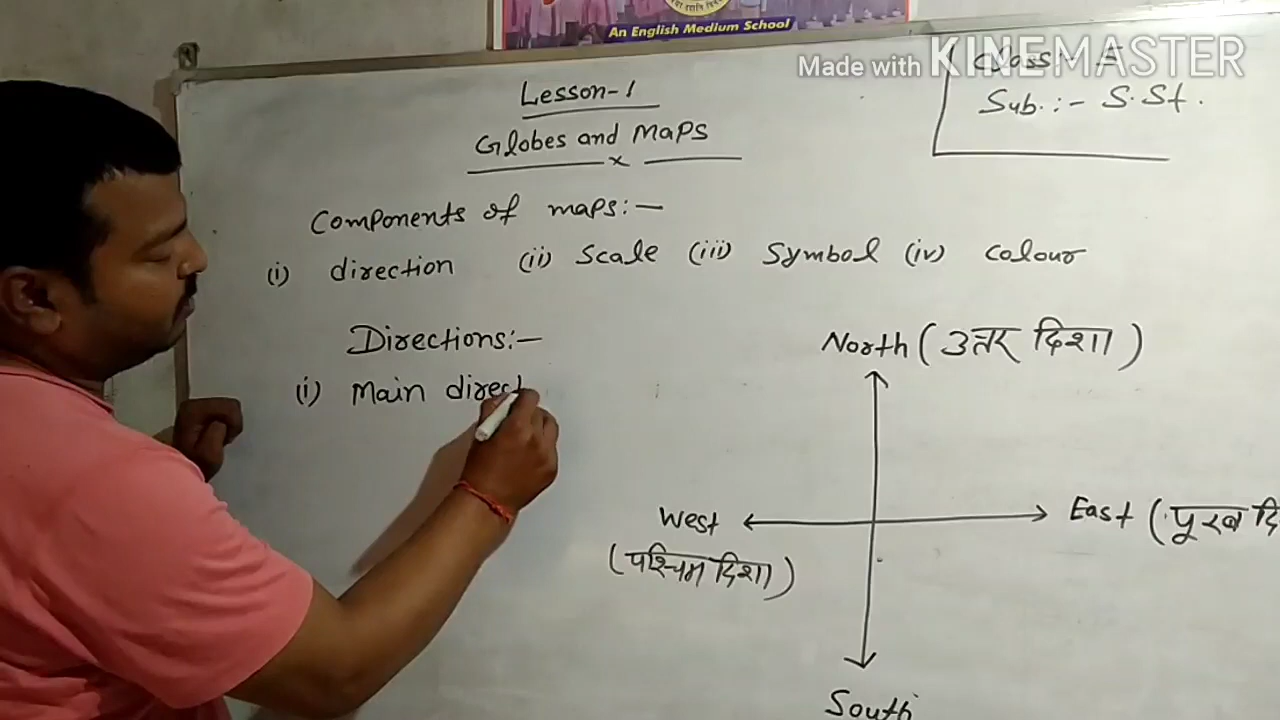 An English Medium School
Made with KINEMASTER
Class:-
Sub.:- S.St.
Lesson-1
Globes and Maps
x
Components of maps:-
(i) direction (ii) Scale (iii) Symbol (iv) Colour
Directions:-
(i) Main direct
North (उत्तर दिशा)
West
(पश्चिम दिशा)
East (पूरब दि
South